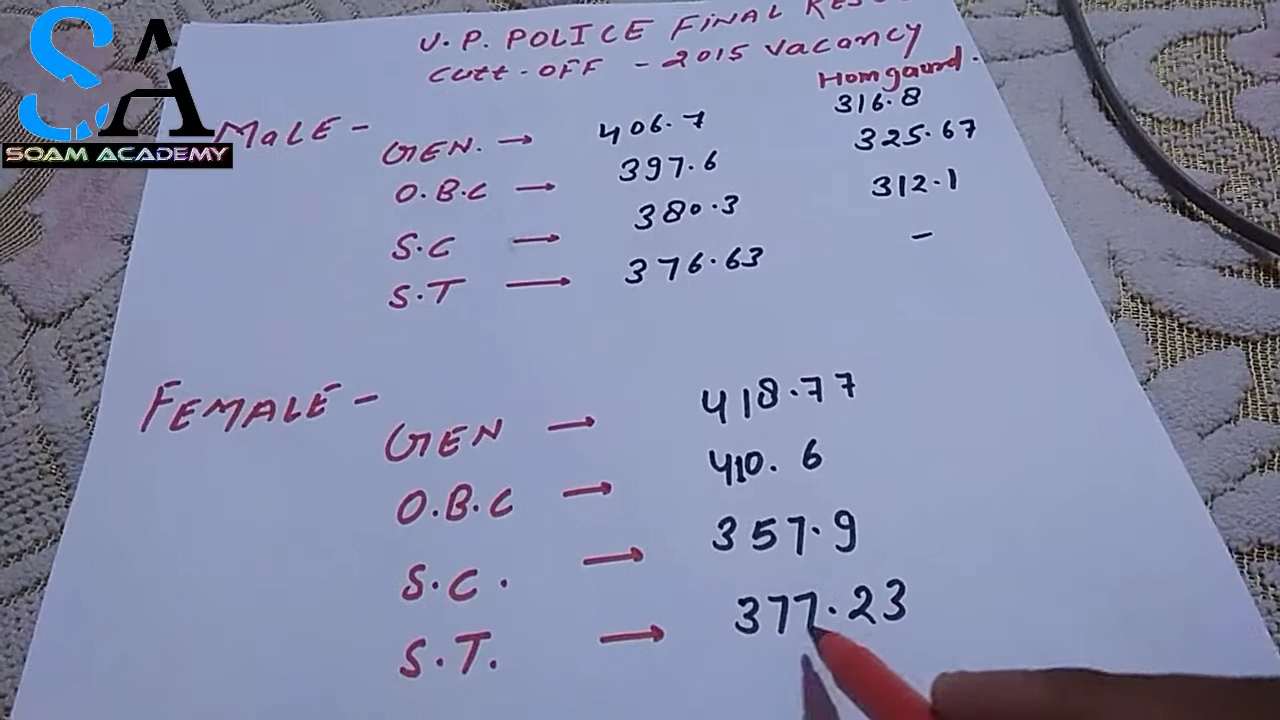 SA
SOAM ACADEMY
U.P. POLICE FINAL
CUTT-OFF - 2015 Vacancy
Homgaurd.
MALE -
GEN. → 406.7 316.8
O.B.C → 397.6 325.67
S.C → 380.3 312.1
S.T → 376.63 -
FEMALE -
GEN → 418.77
O.B.C → 410.6
S.C. → 357.9
S.T. → 377.23